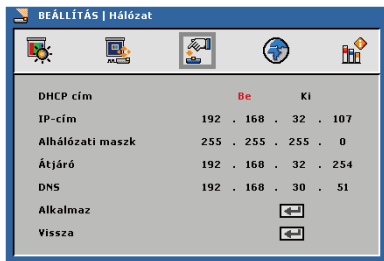 BEÁLLÍTÁS | Hálózat
DHCP cím Be Ki
IP-cím 192 . 168 . 32 . 107
Alhálózati maszk 255 . 255 . 255 . 0
Átjáró 192 . 168 . 32 . 254
DNS 192 . 168 . 30 . 51
Alkalmaz
Vissza